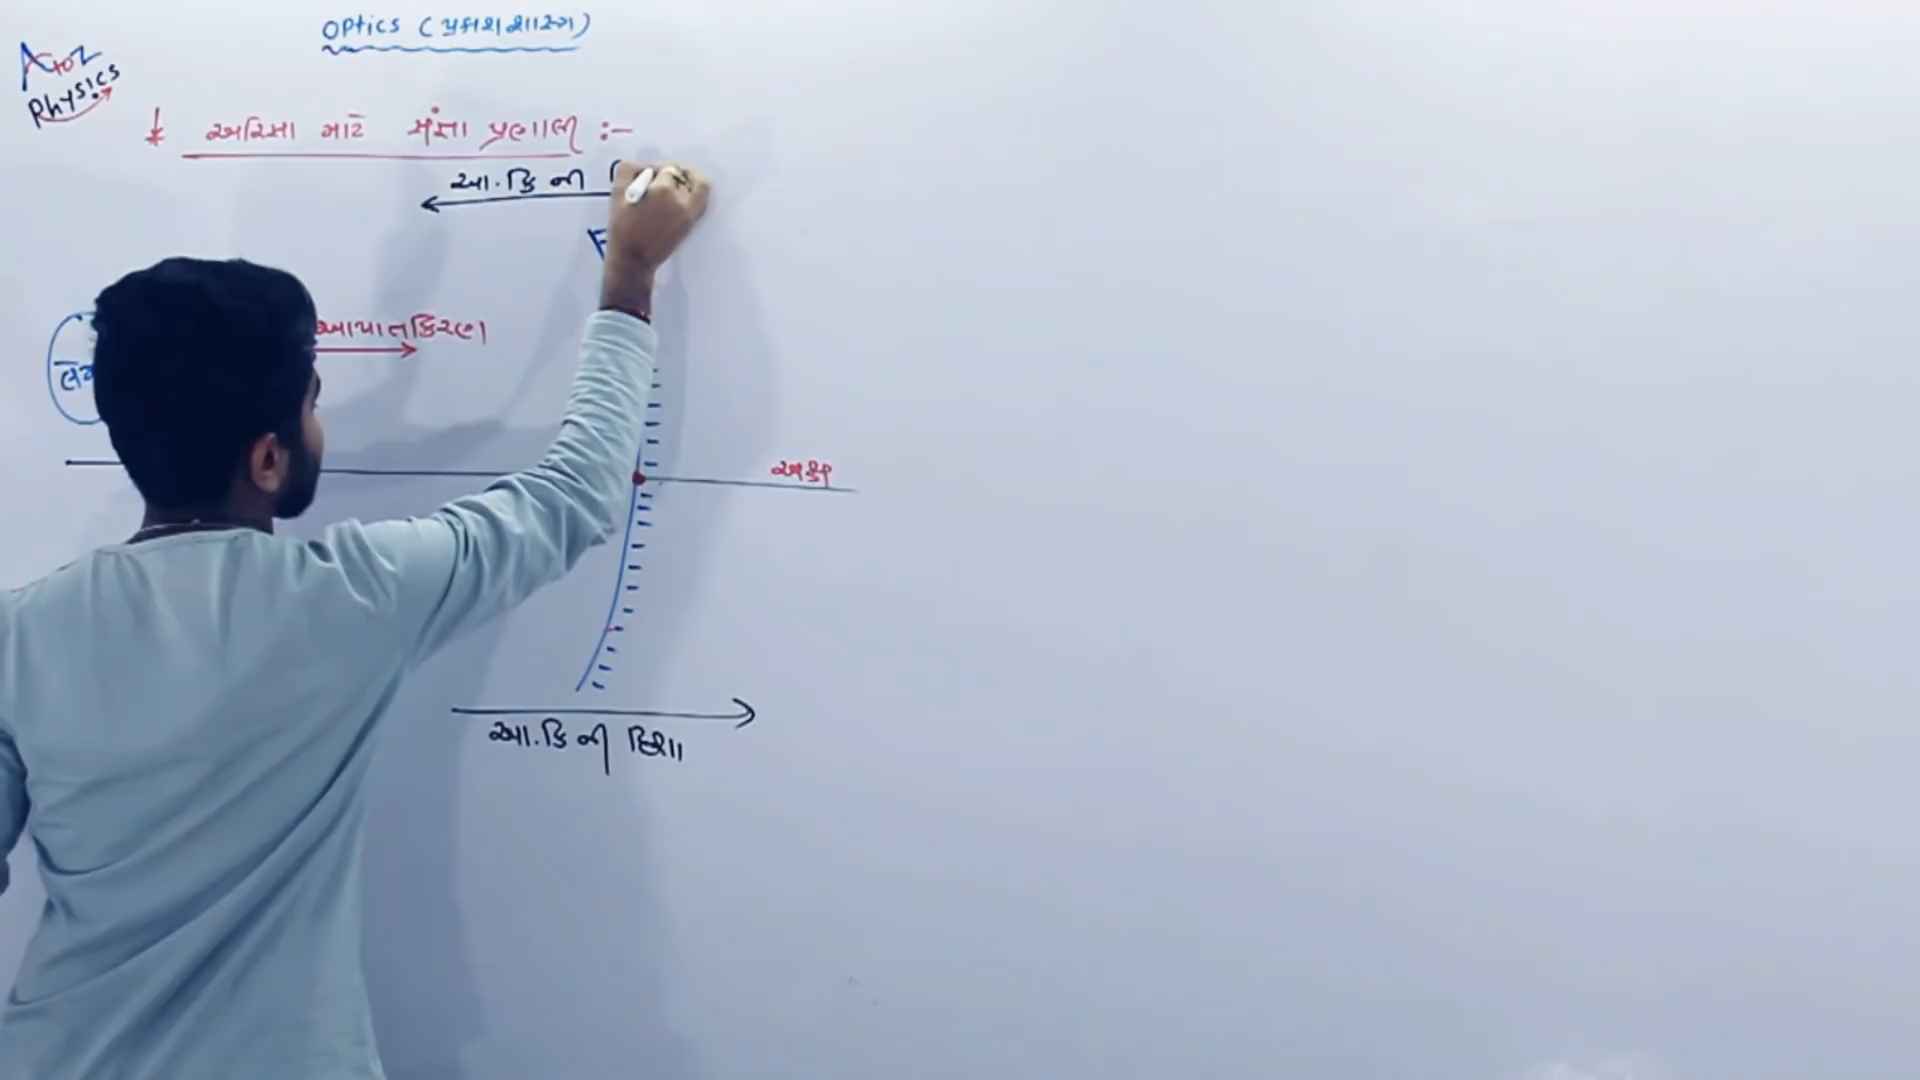 Optics (પ્રકાશશાસ્ત્ર)
A to Z
Physics
* અરિસા માટે સંજ્ઞા પ્રણાલી :-
આ.કિ ની
આપાતકિરણ
અક્ષ
આ.કિ ની દિશા